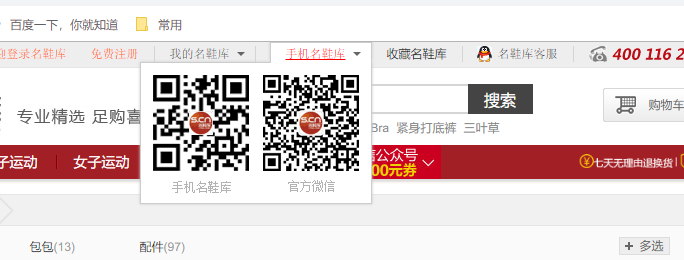 百度一下，你就知道 常用
迎登录名鞋库 免费注册 我的名鞋库 手机名鞋库 收藏名鞋库 名鞋库客服 400 116 2
专业精选 足购喜
搜索
购物车
Bra 紧身打底裤 三叶草
S.CN
S.CN
子运动 女子运动
信公众号
00元券
七天无理由退换货
手机名鞋库 官方微信
包包(13) 配件(97) 多选